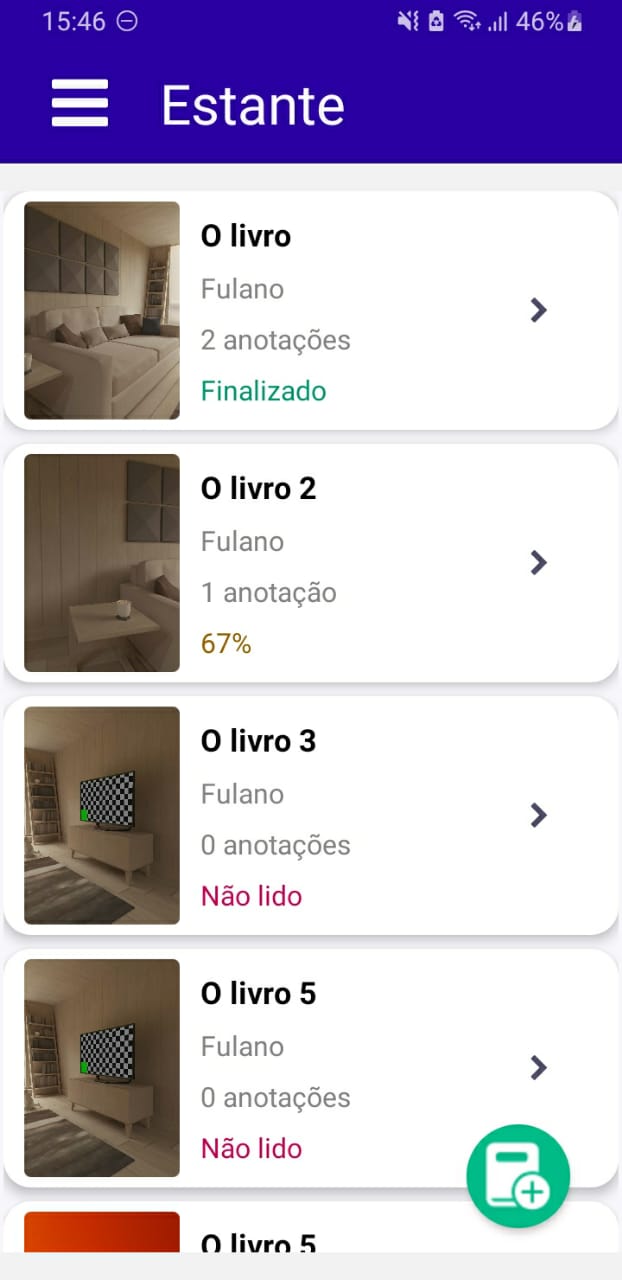 15:46
46%
Estante
O livro
Fulano
2 anotações
Finalizado
O livro 2
Fulano
1 anotação
67%
O livro 3
Fulano
0 anotações
Não lido
O livro 5
Fulano
0 anotações
Não lido
O livro 5